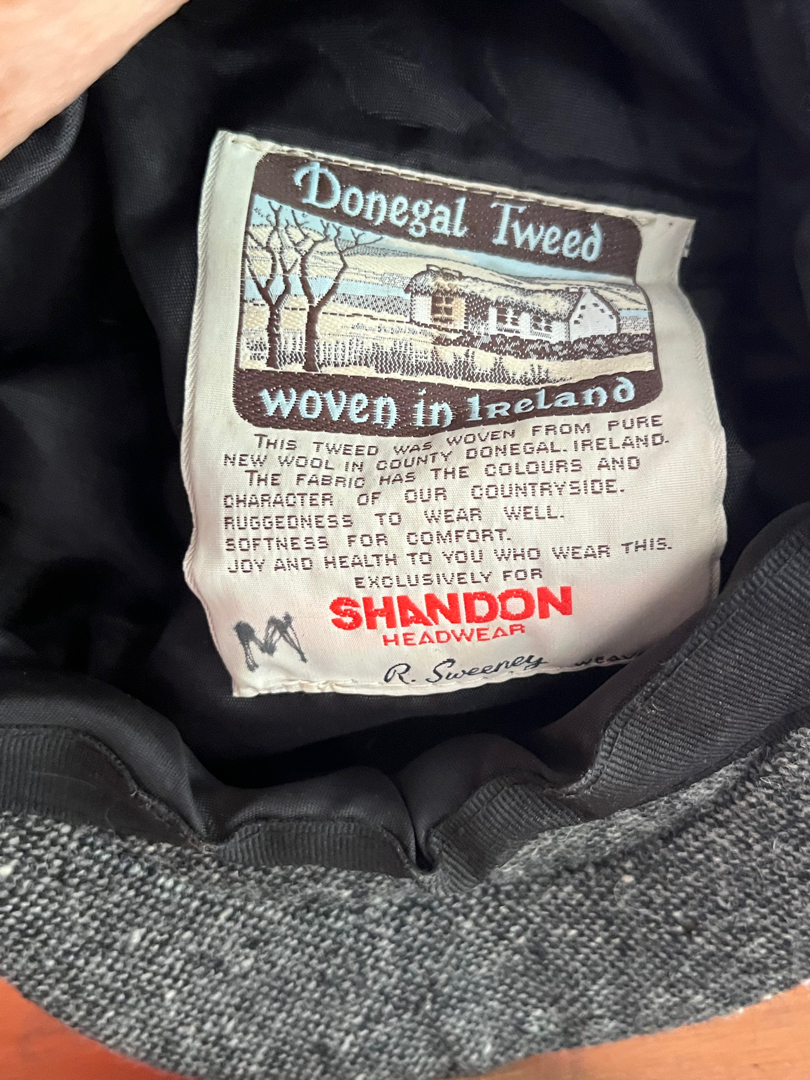 Donegal Tweed
woven in Ireland
THIS TWEED WAS WOVEN FROM PURE
NEW WOOL IN COUNTY DONEGAL. IRELAND.
THE FABRIC HAS THE COLOURS AND
CHARACTER OF OUR COUNTRYSIDE.
RUGGEDNESS TO WEAR WELL.
SOFTNESS FOR COMFORT.
JOY AND HEALTH TO YOU WHO WEAR THIS.
EXCLUSIVELY FOR
SHANDON
HEADWEAR
M
R. Sweeney